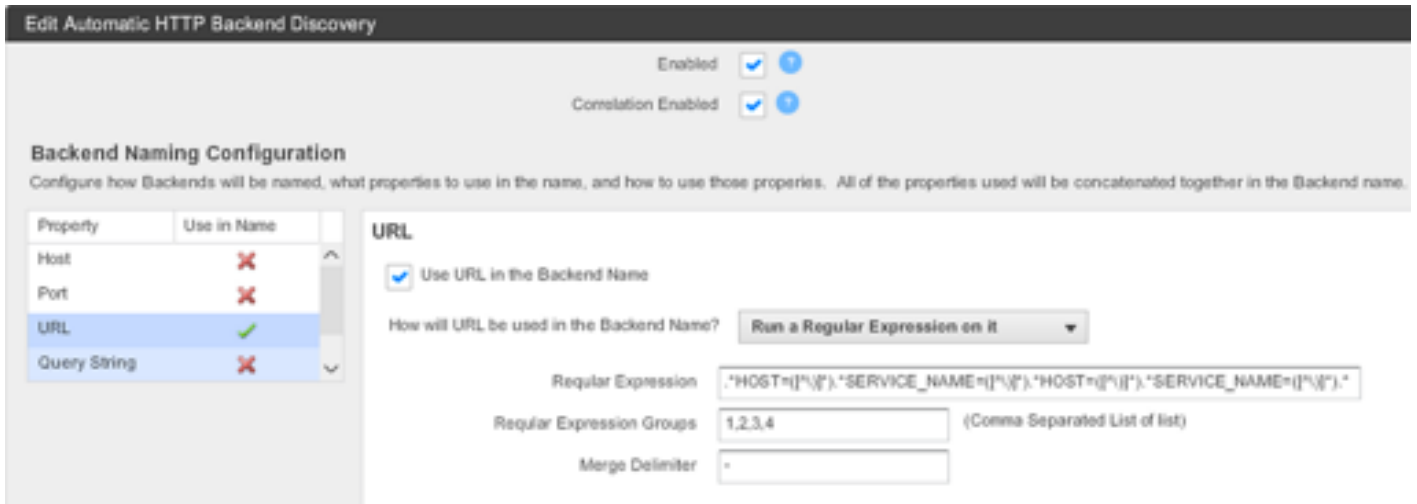 Edit Automatic HTTP Backend Discovery
Enabled
?
Correlation Enabled
?
Backend Naming Configuration
Configure how Backends will be named, what properties to use in the name, and how to use those properies. All of the properties used will be concatenated together in the Backend name.
Property Use in Name
Host
Port
URL
Query String
URL
Use URL in the Backend Name
How will URL be used in the Backend Name? Run a Regular Expression on it
Regular Expression
Regular Expression Groups 1,2,3,4 (Comma Separated List of list)
Merge Delimiter -